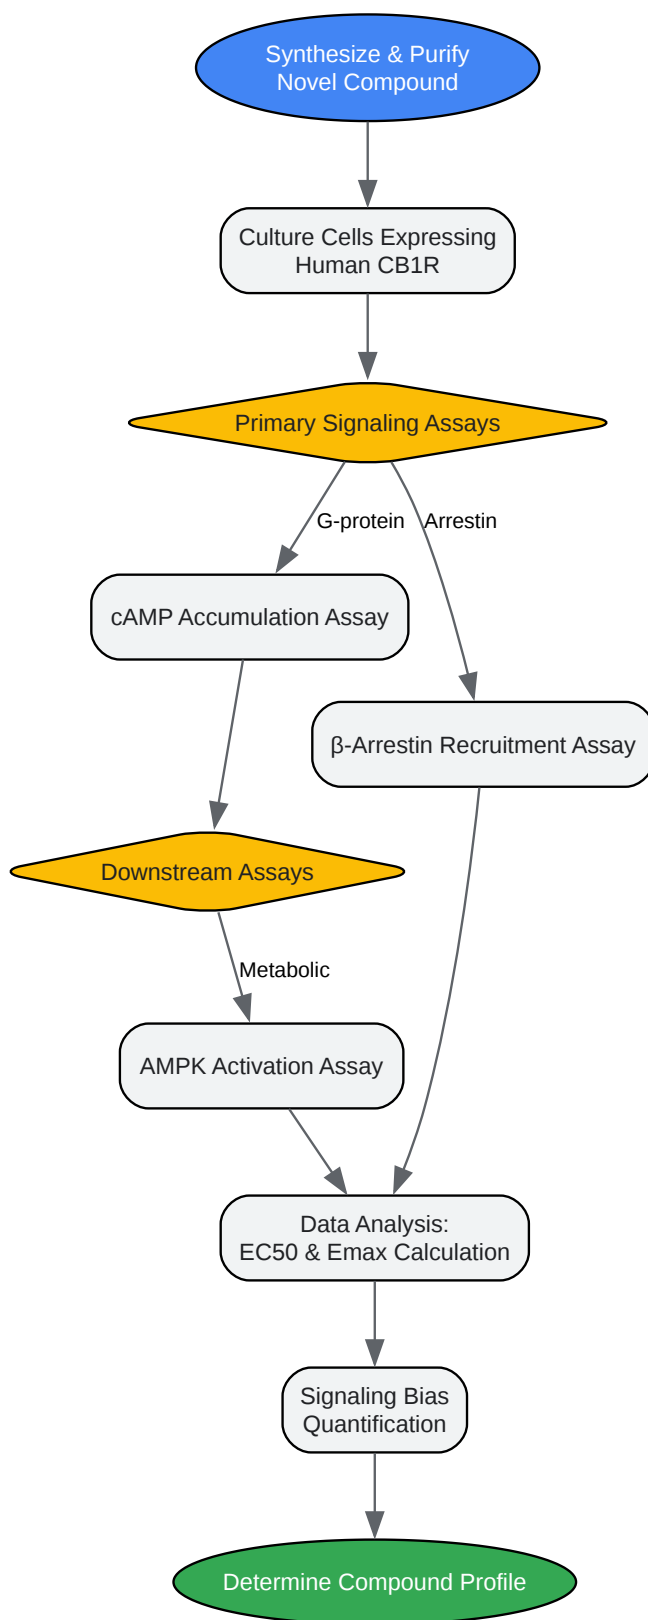 Synthesize & Purify
Novel Compound
Culture Cells Expressing
Human CB1R
Primary Signaling Assays
G-protein
Arrestin
cAMP Accumulation Assay
β-Arrestin Recruitment Assay
Downstream Assays
Metabolic
AMPK Activation Assay
Data Analysis:
EC50 & Emax Calculation
Signaling Bias
Quantification
Determine Compound Profile